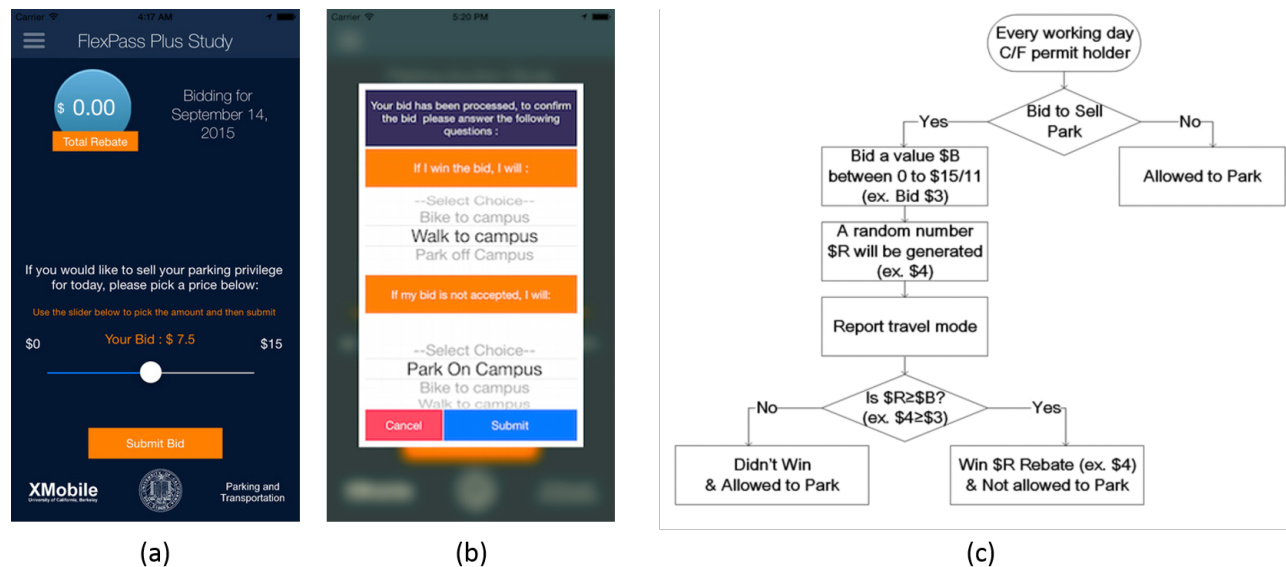 Carrier
4:17 AM
FlexPass Plus Study
$ 0.00
Total Rebate
Bidding for
September 14,
2015
If you would like to sell your parking privilege
for today, please pick a price below:
Use the slider below to pick the amount and then submit
$0
Your Bid : $ 7.5
$15
Submit Bid
XMobile
University of California, Berkeley
Parking and
Transportation
(a)
Carrier
5:20 PM
Your bid has been processed, to confirm
the bid please answer the following
questions :
If I win the bid, I will :
--Select Choice--
Bike to campus
Walk to campus
Park off Campus
If my bid is not accepted, I will:
--Select Choice--
Park On Campus
Bike to campus
Walk to campus
Cancel
Submit
(b)
Every working day
C/F permit holder
Bid to Sell
Park
Yes
No
Bid a value $B
between 0 to $15/11
(ex. Bid $3)
Allowed to Park
A random number
$R will be generated
(ex. $4)
Report travel mode
Is $R≥$B?
(ex. $4≥$3)
No
Yes
Didn't Win
& Allowed to Park
Win $R Rebate (ex. $4)
& Not allowed to Park
(c)